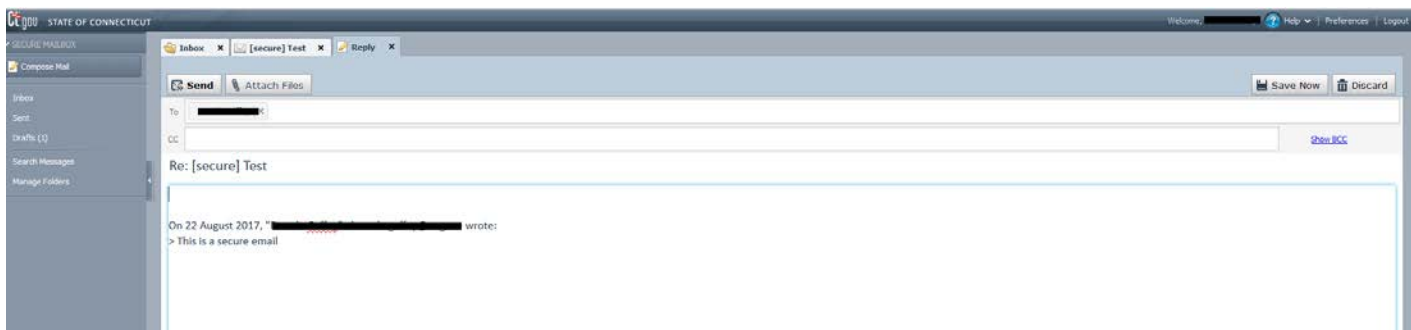 Ct.gov STATE OF CONNECTICUT
Welcome, Help | Preferences | Logout
SECURE MAILBOX
Compose Mail
Inbox
Sent
Drafts (1)
Search Messages
Manage Folders
Inbox x [secure] Test x Reply x
Send Attach Files Save Now Discard
To
CC Show BCC
Re: [secure] Test
On 22 August 2017, " wrote:
> This is a secure email